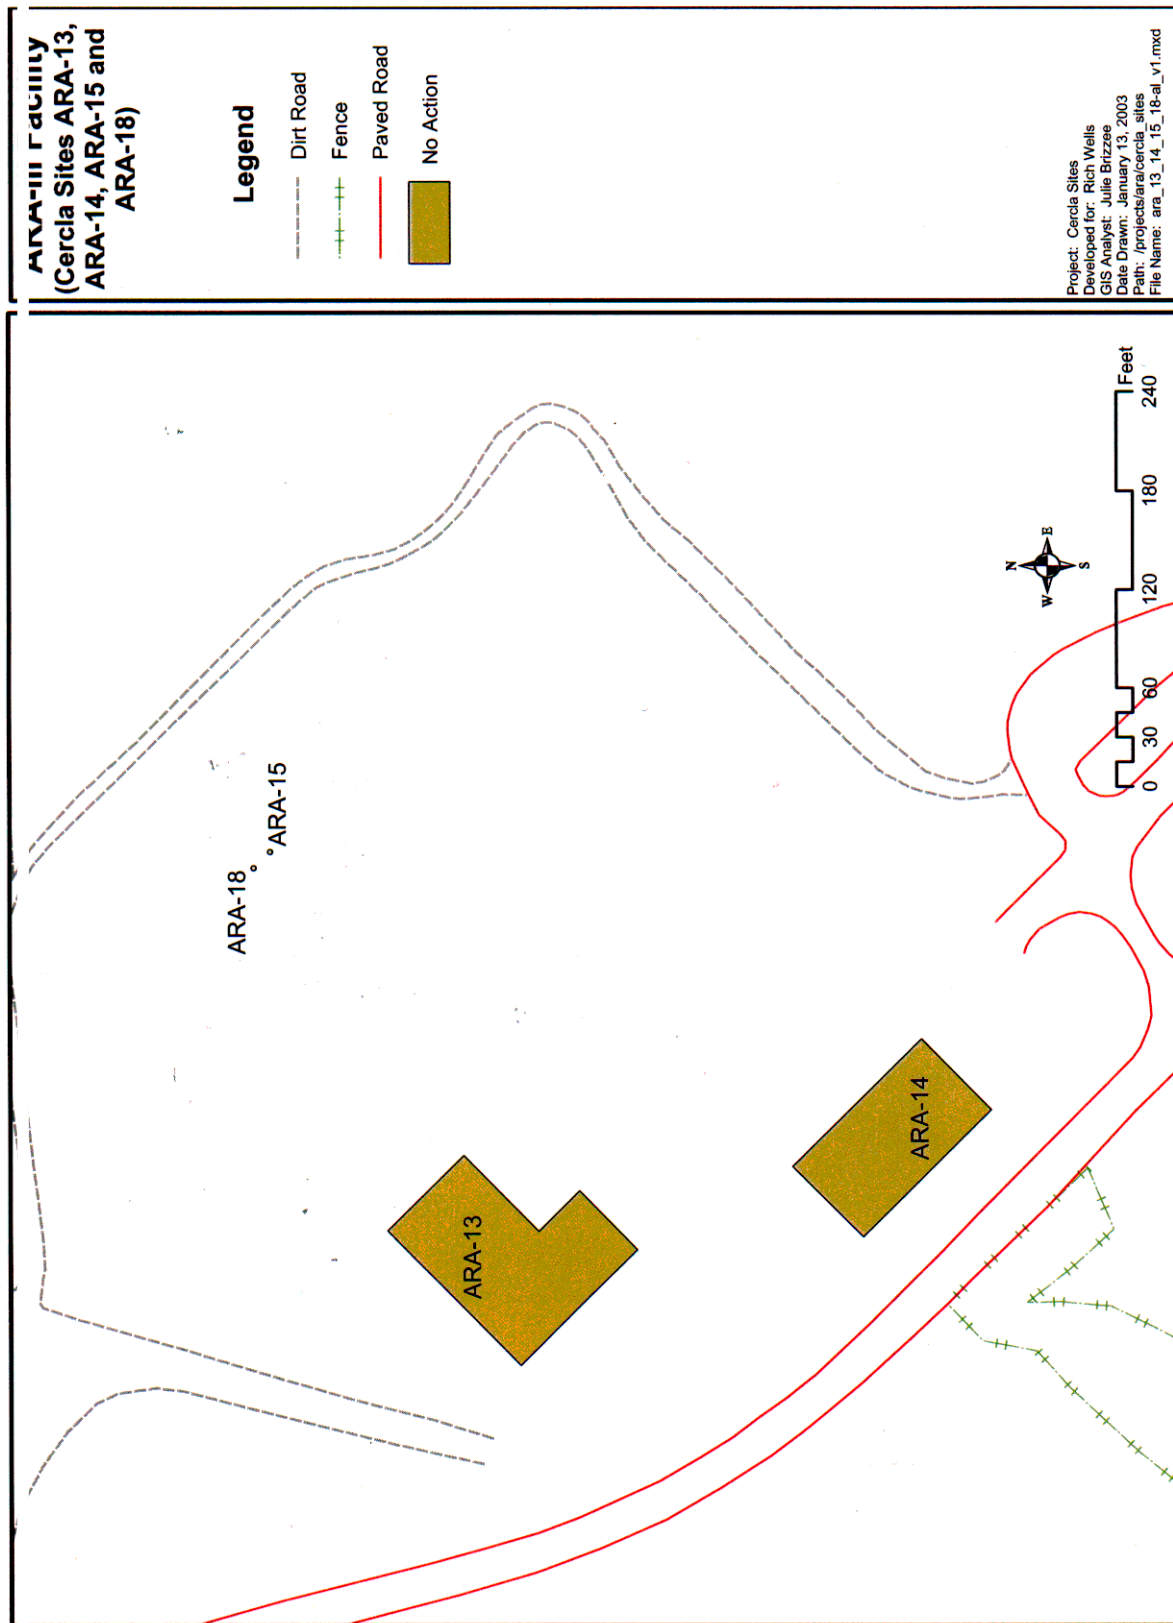 ARA-III Facility
(Cercla Sites ARA-13,
ARA-14, ARA-15 and
ARA-18)
Legend
Dirt Road
Fence
Paved Road
No Action
Project: Cercla Sites
Developed for: Rich Wells
GIS Analyst: Julie Brizzee
Date Drawn: January 13, 2003
Path: /projects/ara/cercla_sites
File Name: ara_13_14_15_18-al_v1.mxd
ARA-18
ARA-15
ARA-13
ARA-14
N
W
E
S
Feet
0 30 60 120 180 240